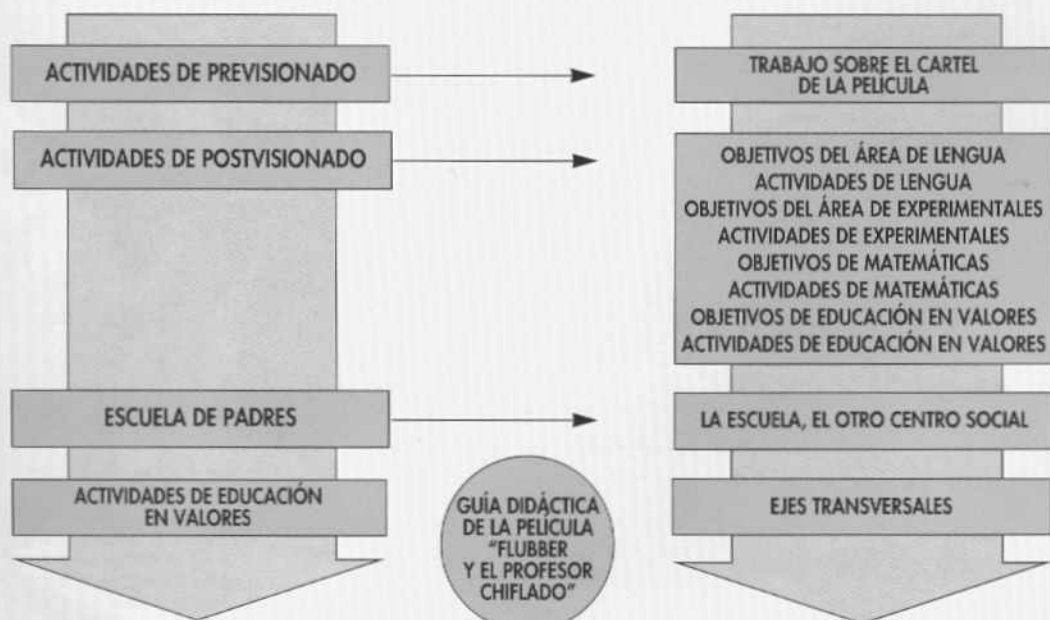 ACTIVIDADES DE PREVISIONADO
TRABAJO SOBRE EL CARTEL
DE LA PELÍCULA
ACTIVIDADES DE POSTVISIONADO
OBJETIVOS DEL ÁREA DE LENGUA
ACTIVIDADES DE LENGUA
OBJETIVOS DEL ÁREA DE EXPERIMENTALES
ACTIVIDADES DE EXPERIMENTALES
OBJETIVOS DE MATEMÁTICAS
ACTIVIDADES DE MATEMÁTICAS
OBJETIVOS DE EDUCACIÓN EN VALORES
ACTIVIDADES DE EDUCACIÓN EN VALORES
ESCUELA DE PADRES
LA ESCUELA, EL OTRO CENTRO SOCIAL
ACTIVIDADES DE EDUCACIÓN
EN VALORES
EJES TRANSVERSALES
GUÍA DIDÁCTICA
DE LA PELÍCULA
"FLUBBER
Y EL PROFESOR
CHIFLADO"